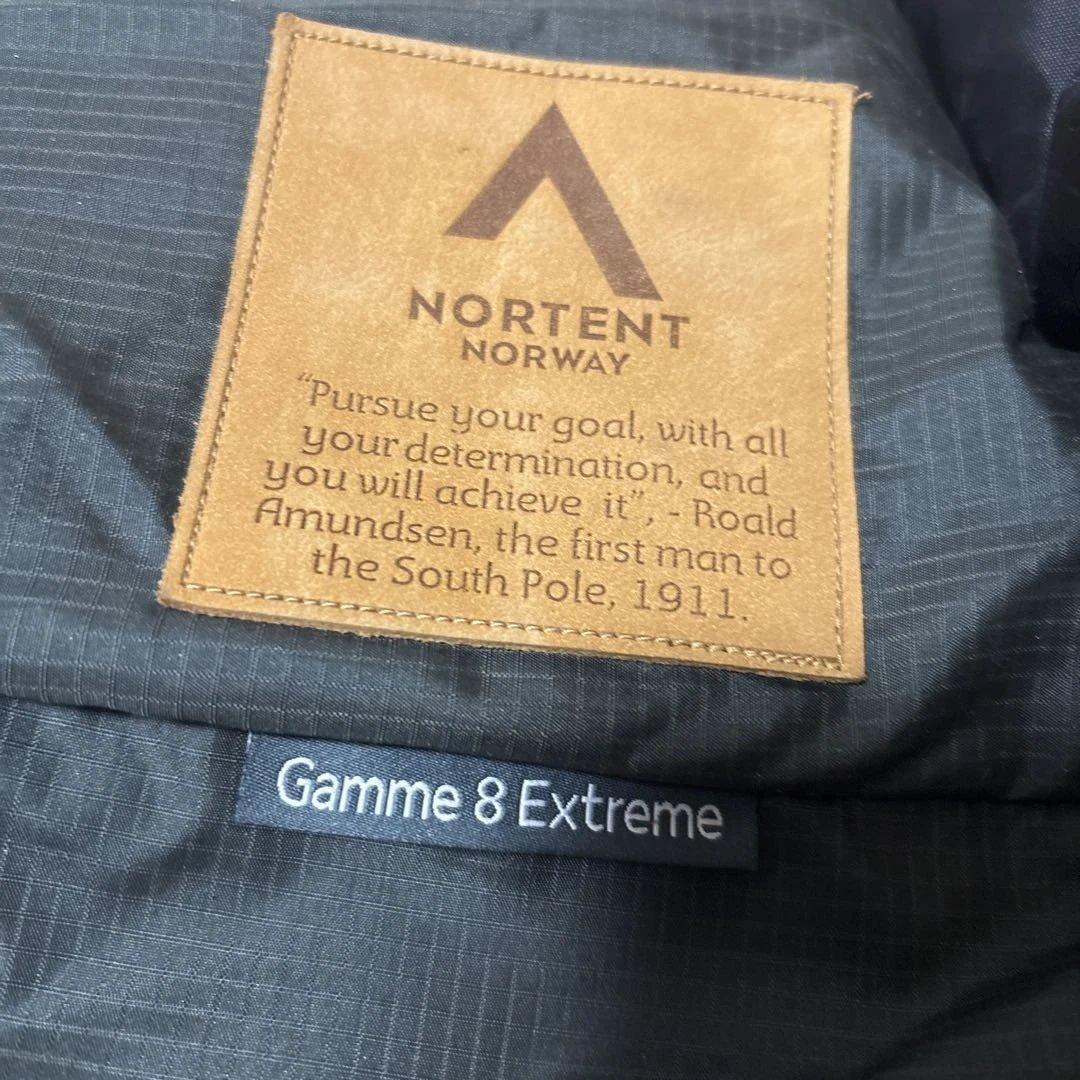 NORTENT
NORWAY
“Pursue your goal, with all
your determination, and
you will achieve it”, - Roald
Amundsen, the first man to
the South Pole, 1911.
Gamme 8 Extreme